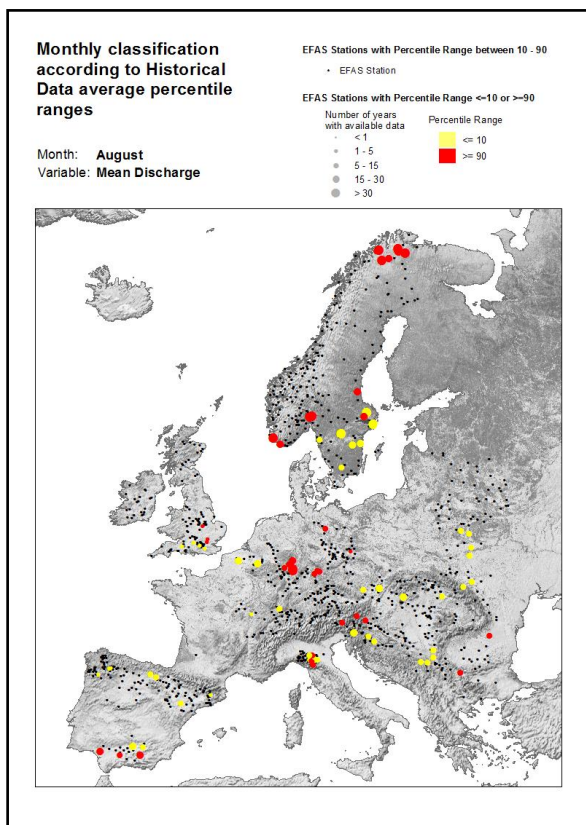 Monthly classification
according to Historical
Data average percentile
ranges
Month: August
Variable: Mean Discharge
EFAS Stations with Percentile Range between 10 - 90
EFAS Station
EFAS Stations with Percentile Range <=10 or >=90
Number of years
with available data
< 1
1 - 5
5 - 15
15 - 30
> 30
Percentile Range
<= 10
>= 90